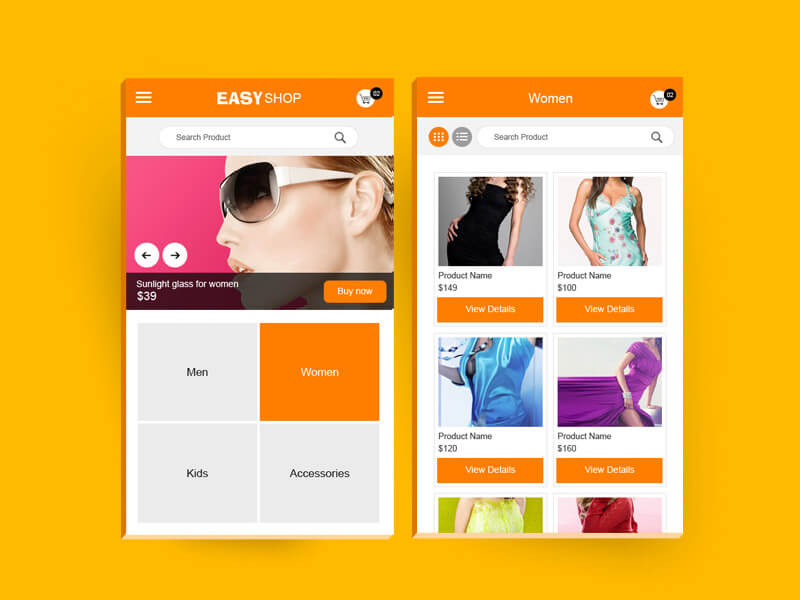 EASY SHOP
02
Search Product
Sunlight glass for women
$39
Buy now
Men
Women
Kids
Accessories
Women
02
Search Product
Product Name
$149
View Details
Product Name
$100
View Details
Product Name
$120
View Details
Product Name
$160
View Details